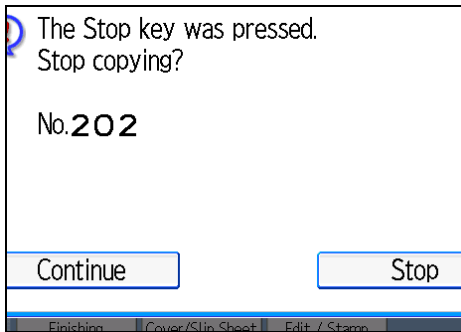 The Stop key was pressed.
Stop copying?
No.202
Continue
Stop
Finishing
Cover/Slip Sheet
Edit / Stamp